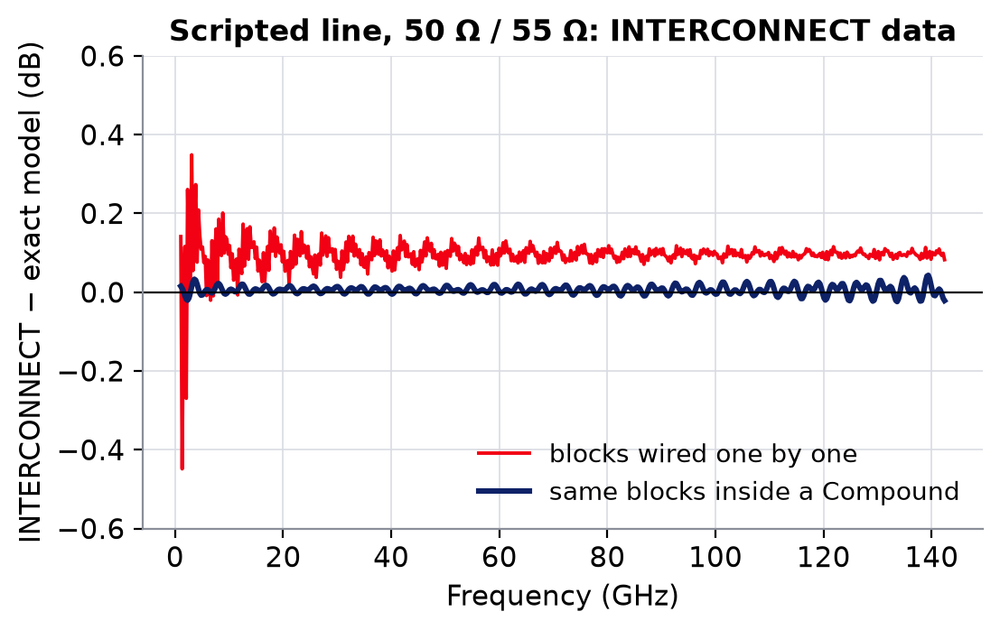 Scripted line, 50 Ω / 55 Ω: INTERCONNECT data
INTERCONNECT − exact model (dB)
0.6
0.4
0.2
0.0
−0.2
−0.4
−0.6
blocks wired one by one
same blocks inside a Compound
0 20 40 60 80 100 120 140
Frequency (GHz)